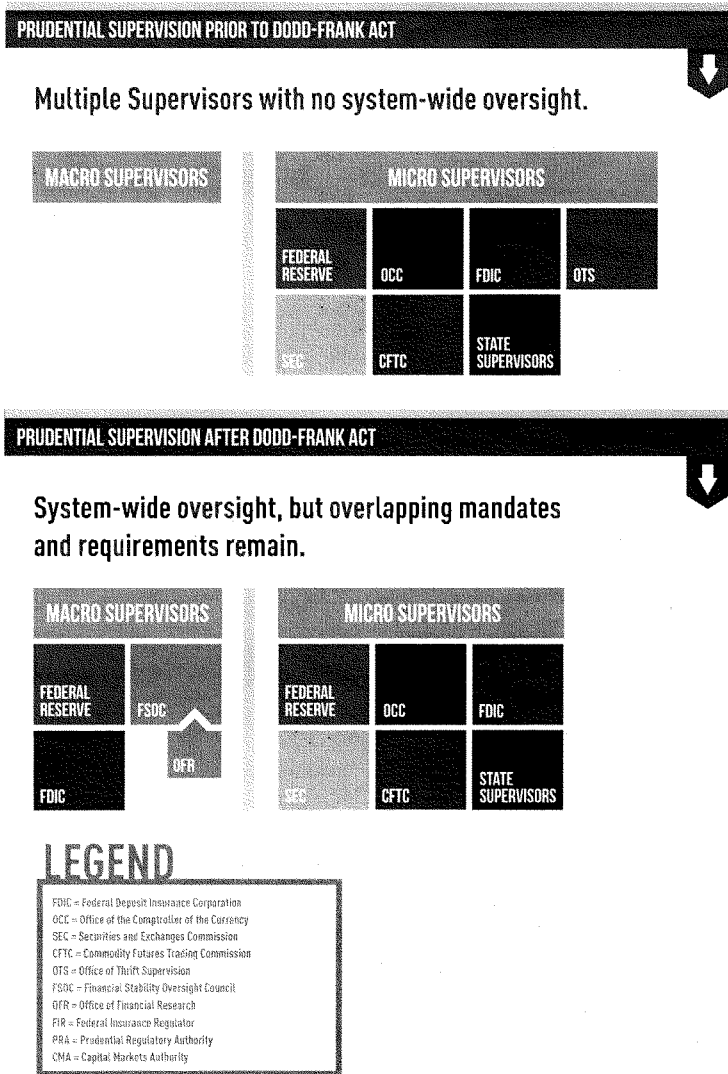 PRUDENTIAL SUPERVISION PRIOR TO DODD-FRANK ACT
Multiple Supervisors with no system-wide oversight.
MACRO SUPERVISORS
MICRO SUPERVISORS
FEDERAL
RESERVE
OCC
FDIC
OTS
SEC
CFTC
STATE
SUPERVISORS
PRUDENTIAL SUPERVISION AFTER DODD-FRANK ACT
System-wide oversight, but overlapping mandates
and requirements remain.
MACRO SUPERVISORS
FEDERAL
RESERVE
FSOC
FDIC
OFR
MICRO SUPERVISORS
FEDERAL
RESERVE
OCC
FDIC
SEC
CFTC
STATE
SUPERVISORS
LEGEND
FDIC = Federal Deposit Insurance Corporation
OCC = Office of the Comptroller of the Currency
SEC = Securities and Exchanges Commission
CFTC = Commodity Futures Trading Commission
OTS = Office of Thrift Supervision
FSOC = Financial Stability Oversight Council
OFR = Office of Financial Research
FIR = Federal Insurance Regulator
PRA = Prudential Regulatory Authority
CMA = Capital Markets Authority